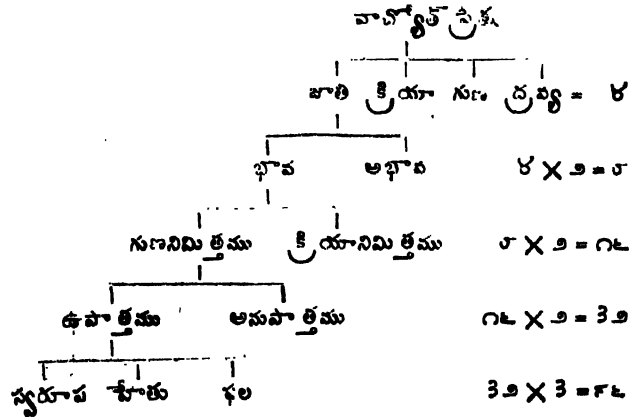 వాచ్యోత్ప్రేక్ష
జాతి క్రియా గుణ ద్రవ్య = ౪
భావ అభావ ౪ × ౨ = ౮
గుణనిమిత్తము క్రియానిమిత్తము ౮ × ౨ = ౧౬
ఉపాత్తము అనుపాత్తము ౧౬ × ౨ = ౩౨
స్వరూప హేతు ఫల ౩౨ × ౩ = ౯౬